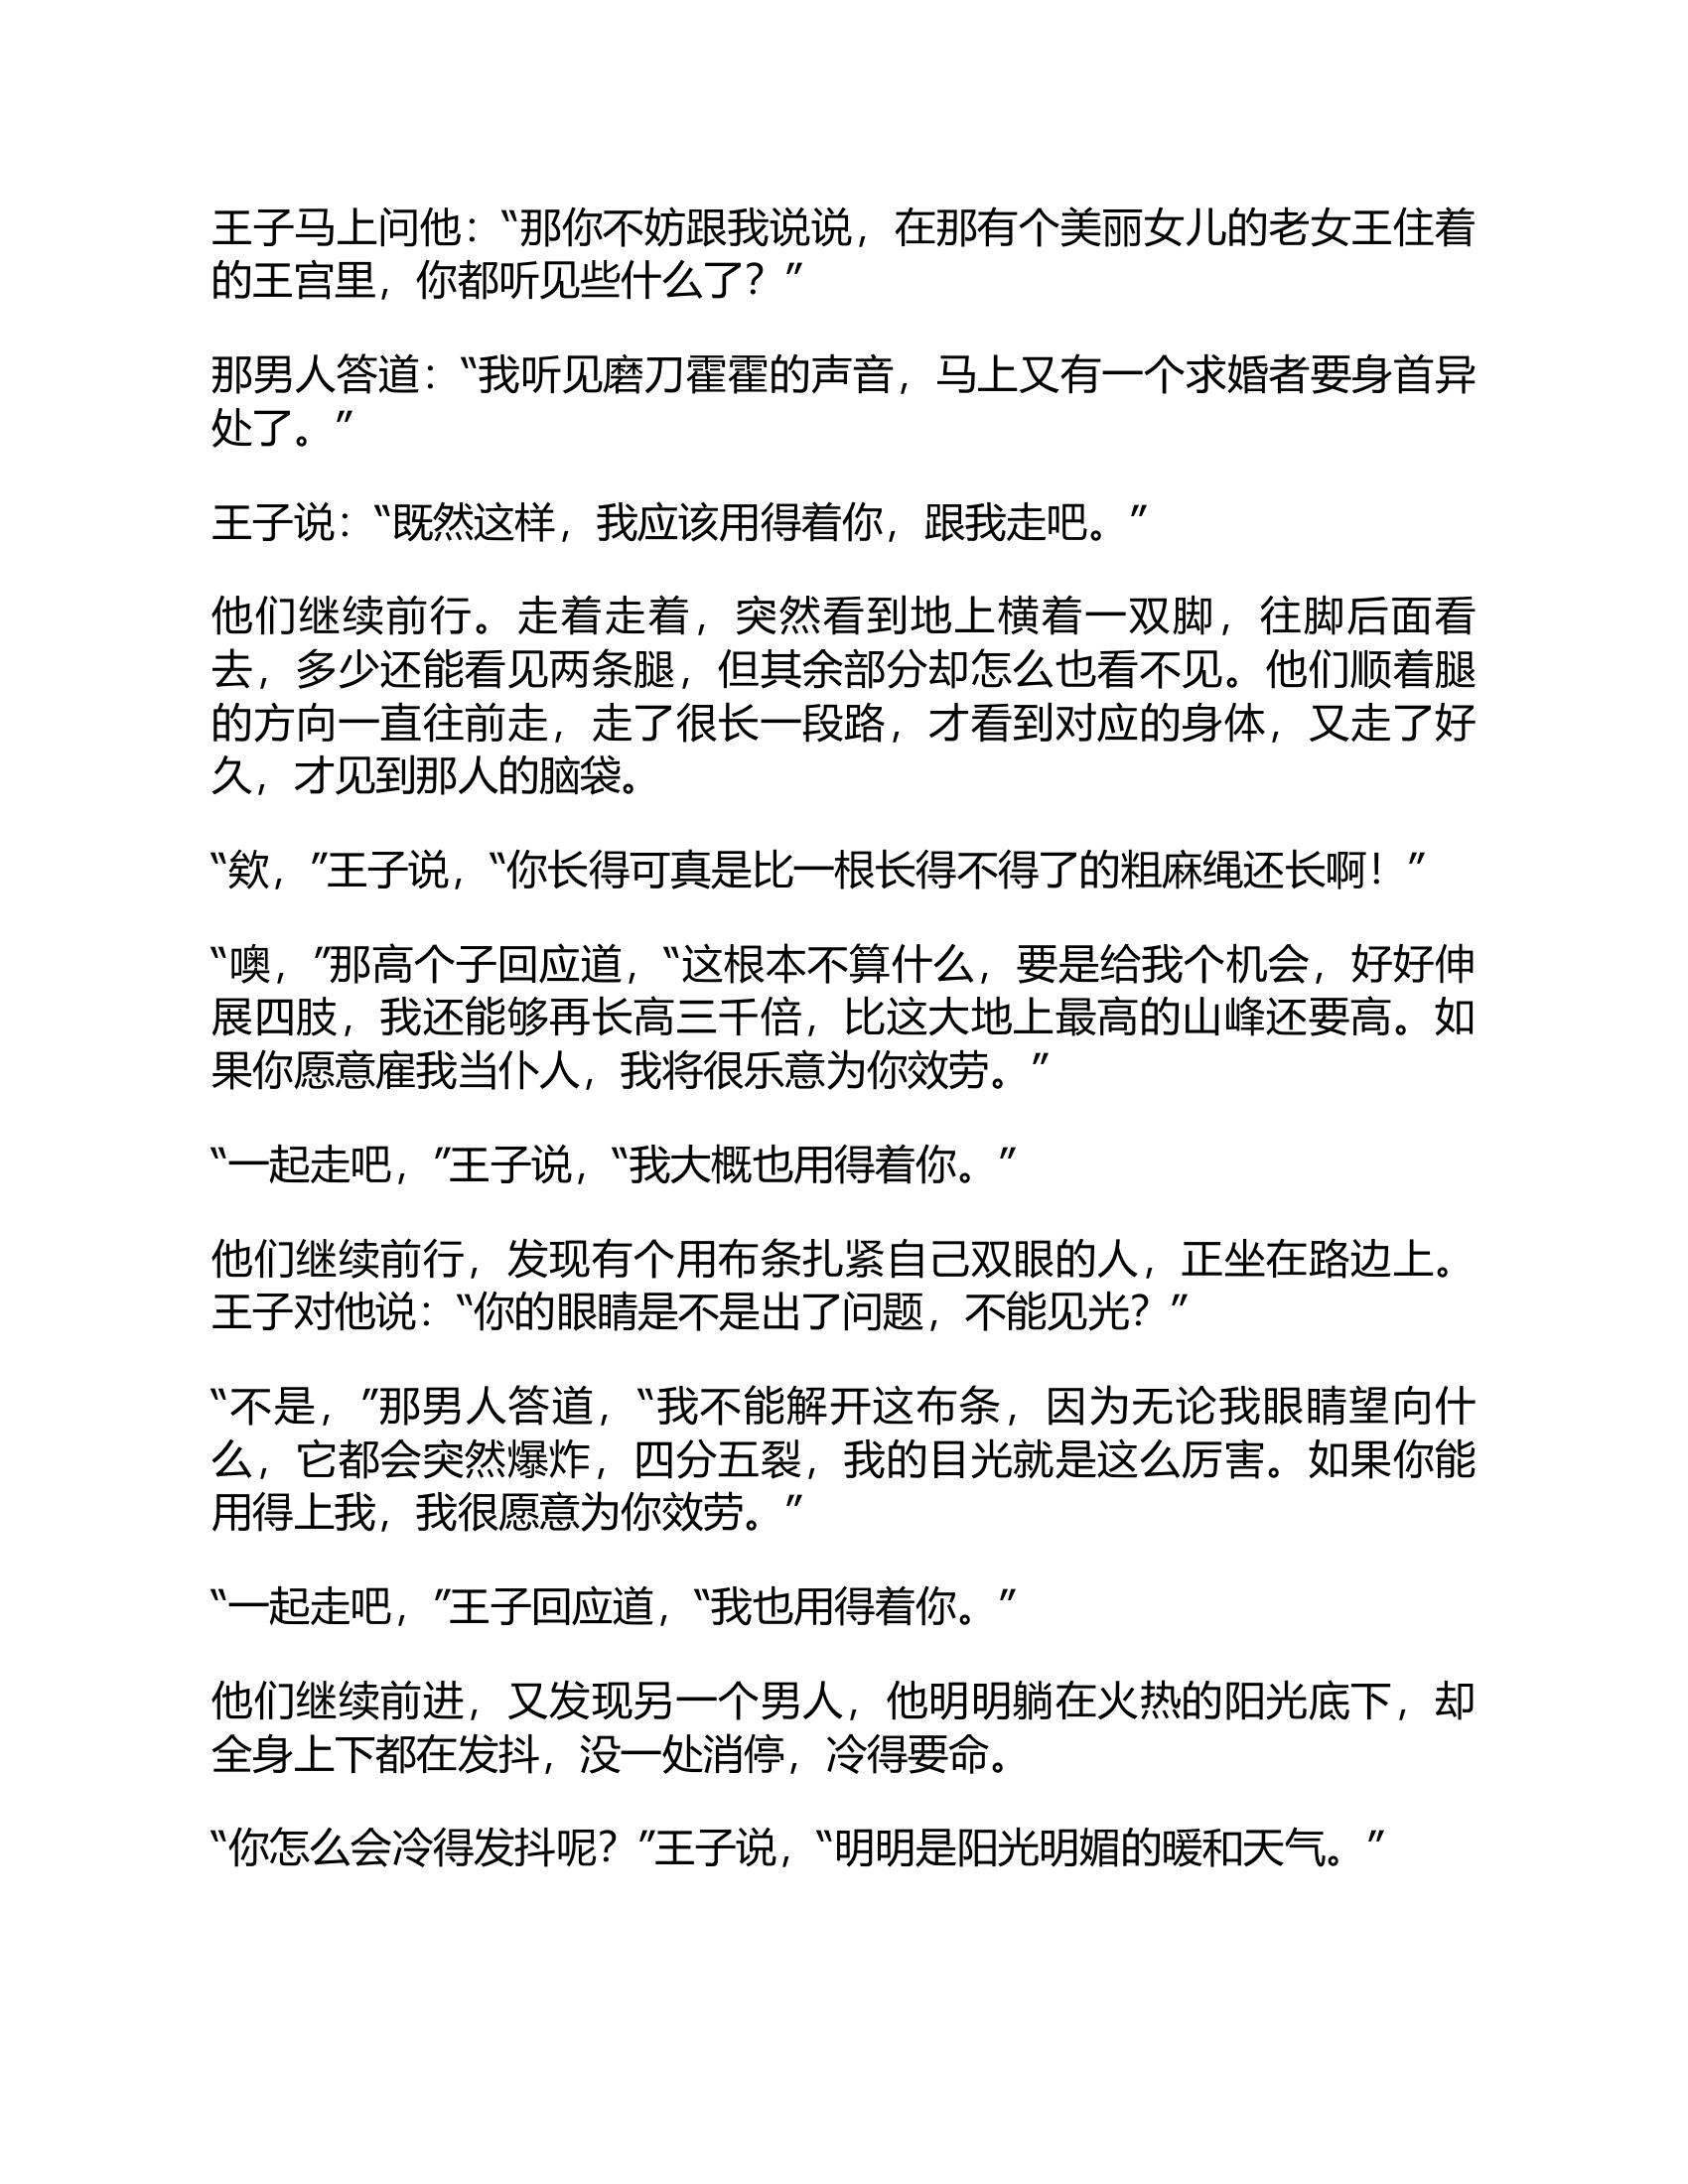 王子马上问他：“那你不妨跟我说说，在那有个美丽女儿的老女王住着
的王宫里，你都听见些什么了？”
那男人答道：“我听见磨刀霍霍的声音，马上又有一个求婚者要身首异
处了。”
王子说：“既然这样，我应该用得着你，跟我走吧。”
他们继续前行。走着走着，突然看到地上横着一双脚，往脚后面看
去，多少还能看见两条腿，但其余部分却怎么也看不见。他们顺着腿
的方向一直往前走，走了很长一段路，才看到对应的身体，又走了好
久，才见到那人的脑袋。
“欸，”王子说，“你长得可真是比一根长得不得了的粗麻绳还长啊！”
“噢，”那高个子回应道，“这根本不算什么，要是给我个机会，好好伸
展四肢，我还能够再长高三千倍，比这大地上最高的山峰还要高。如
果你愿意雇我当仆人，我将很乐意为你效劳。”
“一起走吧，”王子说，“我大概也用得着你。”
他们继续前行，发现有个用布条扎紧自己双眼的人，正坐在路边上。
王子对他说：“你的眼睛是不是出了问题，不能见光？”
“不是，”那男人答道，“我不能解开这布条，因为无论我眼睛望向什
么，它都会突然爆炸，四分五裂，我的目光就是这么厉害。如果你能
用得上我，我很愿意为你效劳。”
“一起走吧，”王子回应道，“我也用得着你。”
他们继续前进，又发现另一个男人，他明明躺在火热的阳光底下，却
全身上下都在发抖，没一处消停，冷得要命。
“你怎么会冷得发抖呢？”王子说，“明明是阳光明媚的暖和天气。”